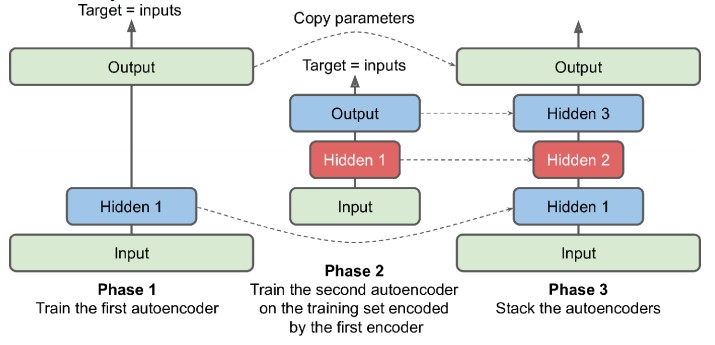 Target = inputs
Output
Hidden 1
Input
Phase 1
Train the first autoencoder
Copy parameters
Target = inputs
Output
Hidden 1
Input
Phase 2
Train the second autoencoder
on the training set encoded
by the first encoder
Output
Hidden 3
Hidden 2
Hidden 1
Input
Phase 3
Stack the autoencoders